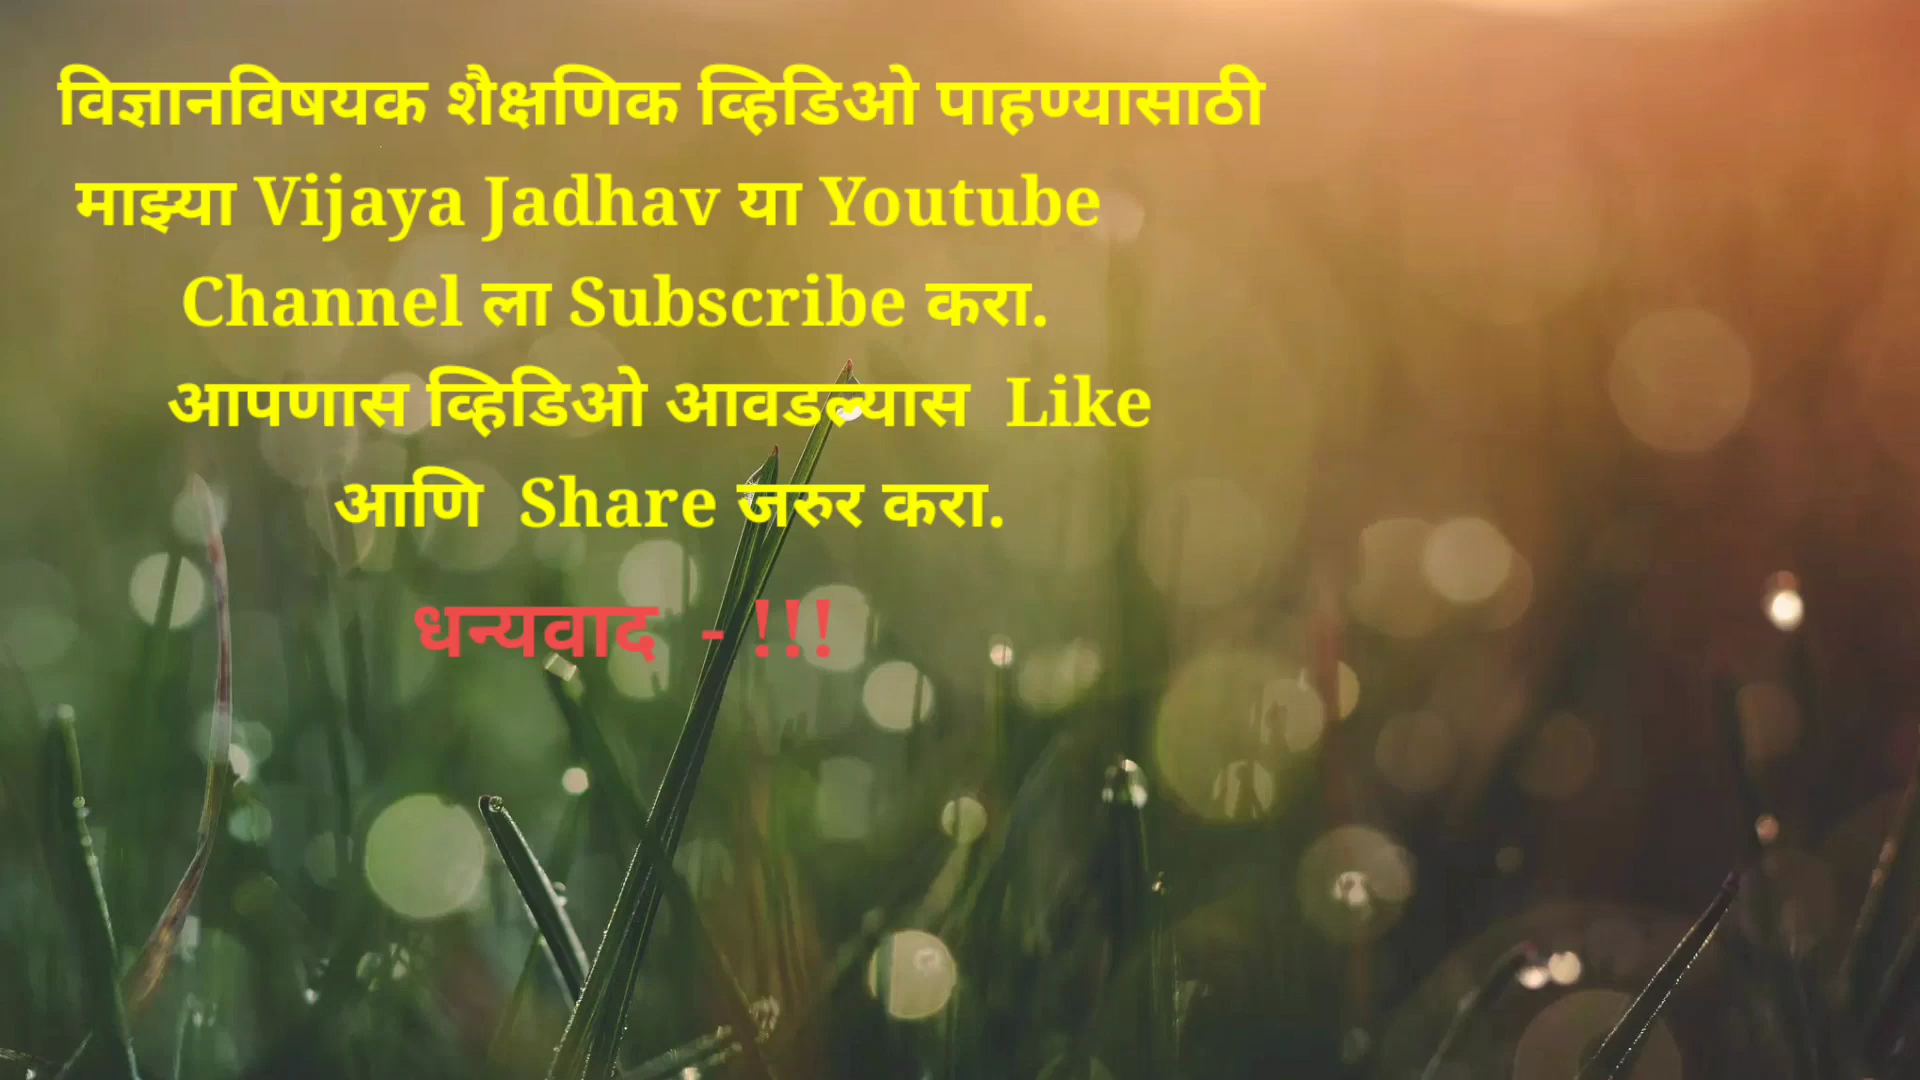 विज्ञानविषयक शैक्षणिक व्हिडिओ पाहण्यासाठी
माझ्या Vijaya Jadhav या Youtube
Channel ला Subscribe करा.
आपणास व्हिडिओ आवडल्यास Like
आणि Share जरुर करा.
धन्यवाद - !!!